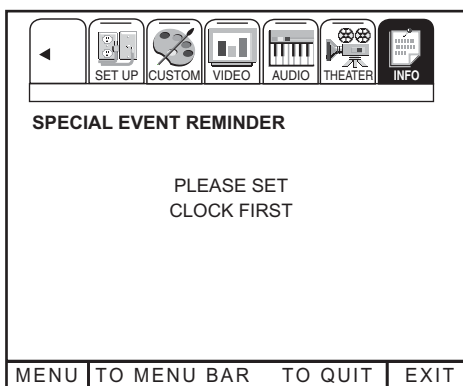 SET UP CUSTOM VIDEO AUDIO THEATER INFO
SPECIAL EVENT REMINDER
PLEASE SET
CLOCK FIRST
MENU TO MENU BAR TO QUIT EXIT